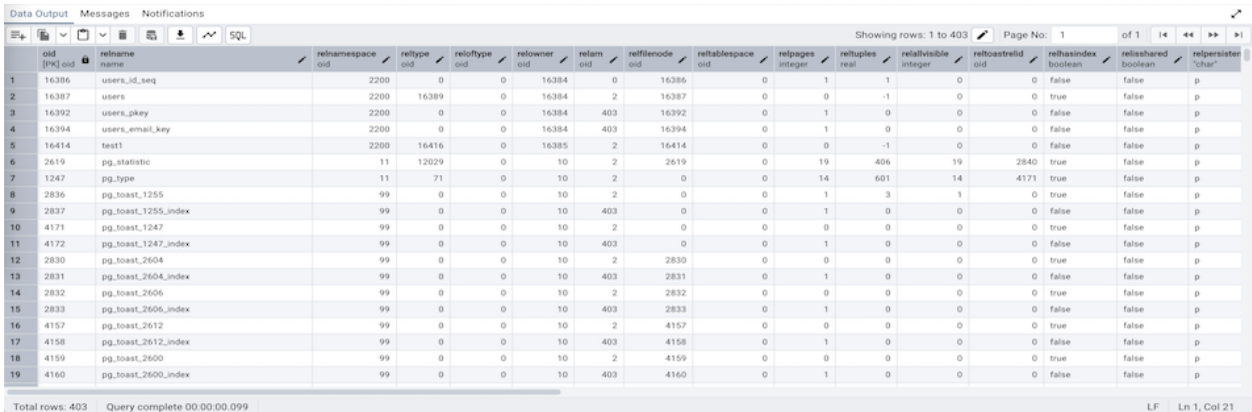 Data Output Messages Notifications
SQL Showing rows: 1 to 403 Page No: 1 of 1
oid relname relnamespace reltype reloftype relowner relam relfilenode reltablespace relpages reltuples relallvisible reltoastrelid relhasindex relisshared relpersisten
[PK] oid name oid oid oid oid oid oid oid integer real integer oid boolean boolean "char"
1 16386 users_id_seq 2200 0 0 16384 0 16386 0 1 1 0 0 false false p
2 16387 users 2200 16389 0 16384 2 16387 0 0 -1 0 0 true false p
3 16392 users_pkey 2200 0 0 16384 403 16392 0 1 0 0 0 false false p
4 16394 users_email_key 2200 0 0 16384 403 16394 0 1 0 0 0 false false p
5 16414 test1 2200 16416 0 16385 2 16414 0 0 -1 0 0 false false p
6 2619 pg_statistic 11 12029 0 10 2 2619 0 19 406 19 2840 true false p
7 1247 pg_type 11 71 0 10 2 0 0 14 601 14 4171 true false p
8 2836 pg_toast_1255 99 0 0 10 2 0 0 1 3 1 0 true false p
9 2837 pg_toast_1255_index 99 0 0 10 403 0 0 1 0 0 0 false false p
10 4171 pg_toast_1247 99 0 0 10 2 0 0 0 0 0 0 true false p
11 4172 pg_toast_1247_index 99 0 0 10 403 0 0 1 0 0 0 false false p
12 2830 pg_toast_2604 99 0 0 10 2 2830 0 0 0 0 0 true false p
13 2831 pg_toast_2604_index 99 0 0 10 403 2831 0 1 0 0 0 false false p
14 2832 pg_toast_2606 99 0 0 10 2 2832 0 0 0 0 0 true false p
15 2833 pg_toast_2606_index 99 0 0 10 403 2833 0 1 0 0 0 false false p
16 4157 pg_toast_2612 99 0 0 10 2 4157 0 0 0 0 0 true false p
17 4158 pg_toast_2612_index 99 0 0 10 403 4158 0 1 0 0 0 false false p
18 4159 pg_toast_2600 99 0 0 10 2 4159 0 0 0 0 0 true false p
19 4160 pg_toast_2600_index 99 0 0 10 403 4160 0 1 0 0 0 false false p
Total rows: 403 Query complete 00:00:00.099 LF Ln 1, Col 21